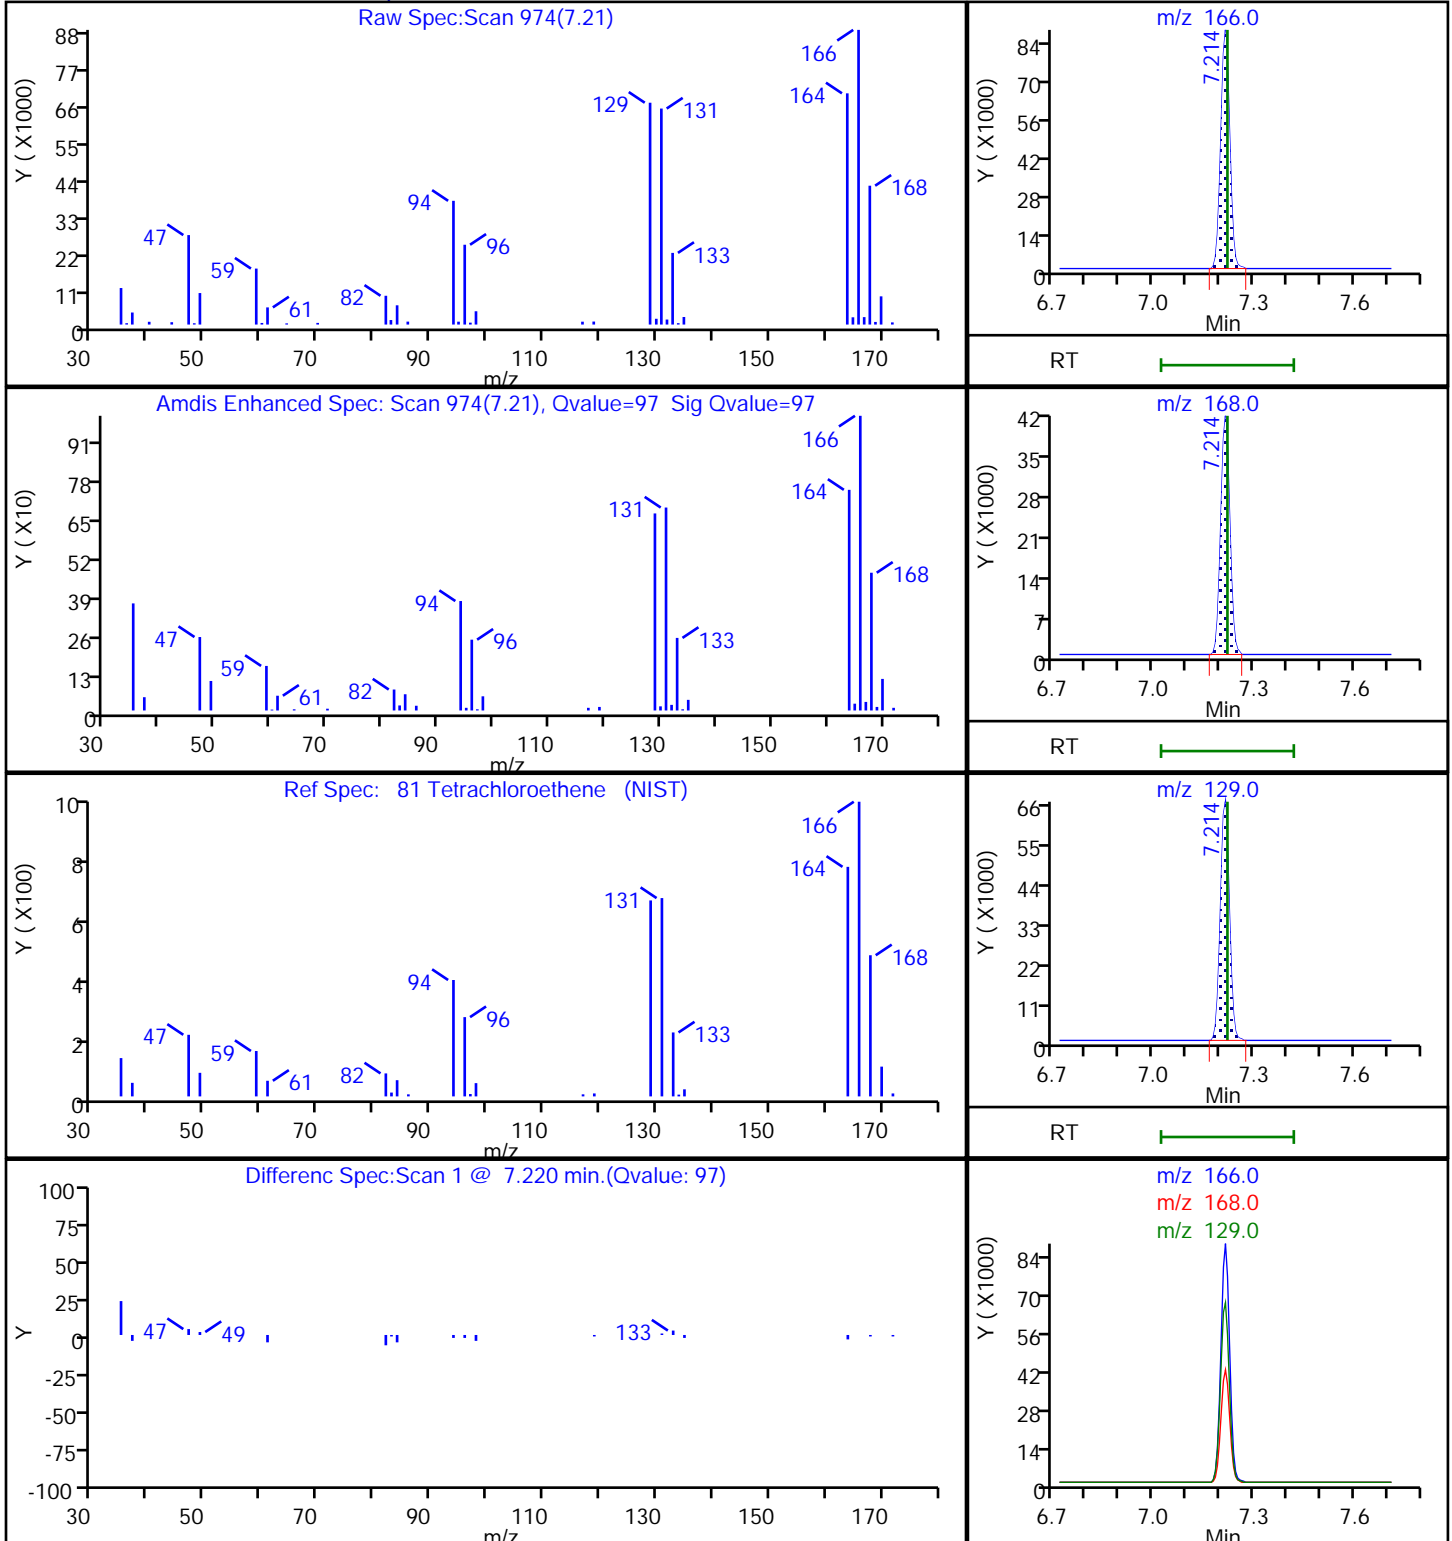 Raw Spec:Scan 974(7.21)
Y ( X1000)
88
77
66
55
44
33
22
11
0
47
59
61
82
94
96
129
131
133
164
166
168
30 50 70 90 110 130 150 170
m/z
m/z 166.0
Y ( X1000)
84
70
56
42
28
14
0
7.214
6.7 7.0 7.3 7.6
Min
RT
Amdis Enhanced Spec: Scan 974(7.21), Qvalue=97 Sig Qvalue=97
Y ( X10)
91
78
65
52
39
26
13
0
47
59
61
82
94
96
131
133
164
166
168
30 50 70 90 110 130 150 170
m/z
m/z 168.0
Y ( X1000)
42
35
28
21
14
7
0
7.214
6.7 7.0 7.3 7.6
Min
RT
Ref Spec: 81 Tetrachloroethene (NIST)
Y ( X100)
10
8
6
4
2
0
47
59
61
82
94
96
131
133
164
166
168
30 50 70 90 110 130 150 170
m/z
m/z 129.0
Y ( X1000)
66
55
44
33
22
11
0
7.214
6.7 7.0 7.3 7.6
Min
RT
Differenc Spec:Scan 1 @ 7.220 min.(Qvalue: 97)
Y
100
75
50
25
0
-25
-50
-75
-100
47
49
133
30 50 70 90 110 130 150 170
m/z
m/z 166.0
m/z 168.0
m/z 129.0
Y ( X1000)
84
70
56
42
28
14
0
6.7 7.0 7.3 7.6
Min